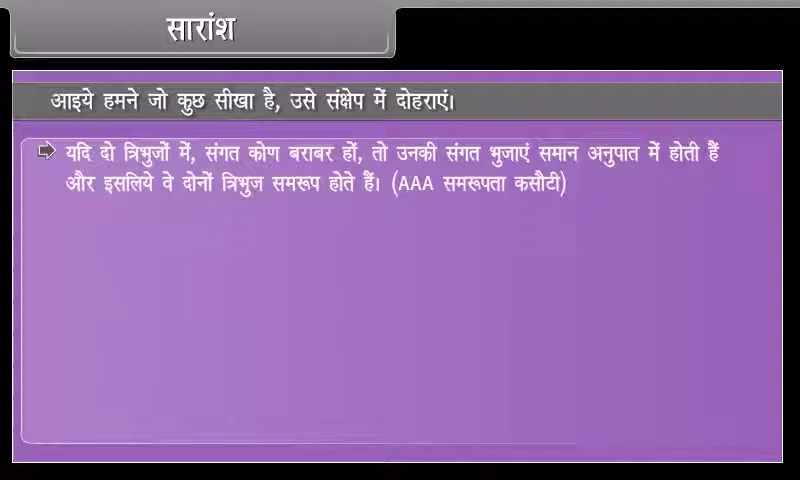 सारांश
आइये हमने जो कुछ सीखा है, उसे संक्षेप में दोहराएं।
यदि दो त्रिभुजों में, संगत कोण बराबर हों, तो उनकी संगत भुजाएं समान अनुपात में होती हैं
और इसलिये वे दोनों त्रिभुज समरूप होते हैं। (AAA समरूपता कसौटी)